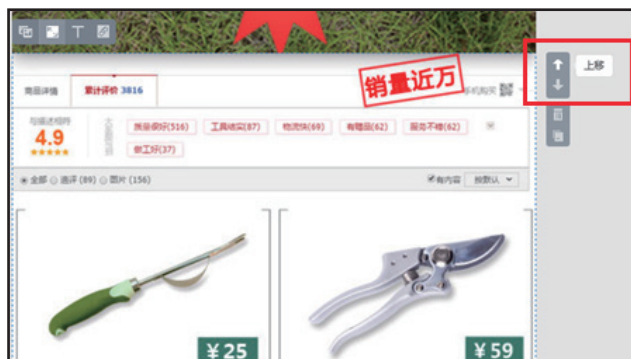 T
上移
销量近万
商品详情 累计评价 3816
手机购买
与描述相符
4.9
质量很好(516) 工具结实(87) 物流快(69) 有赠品(62) 服务不错(62)
做工好(37)
全部 追评 (89) 图片 (156) 有内容 按默认
¥25
¥59